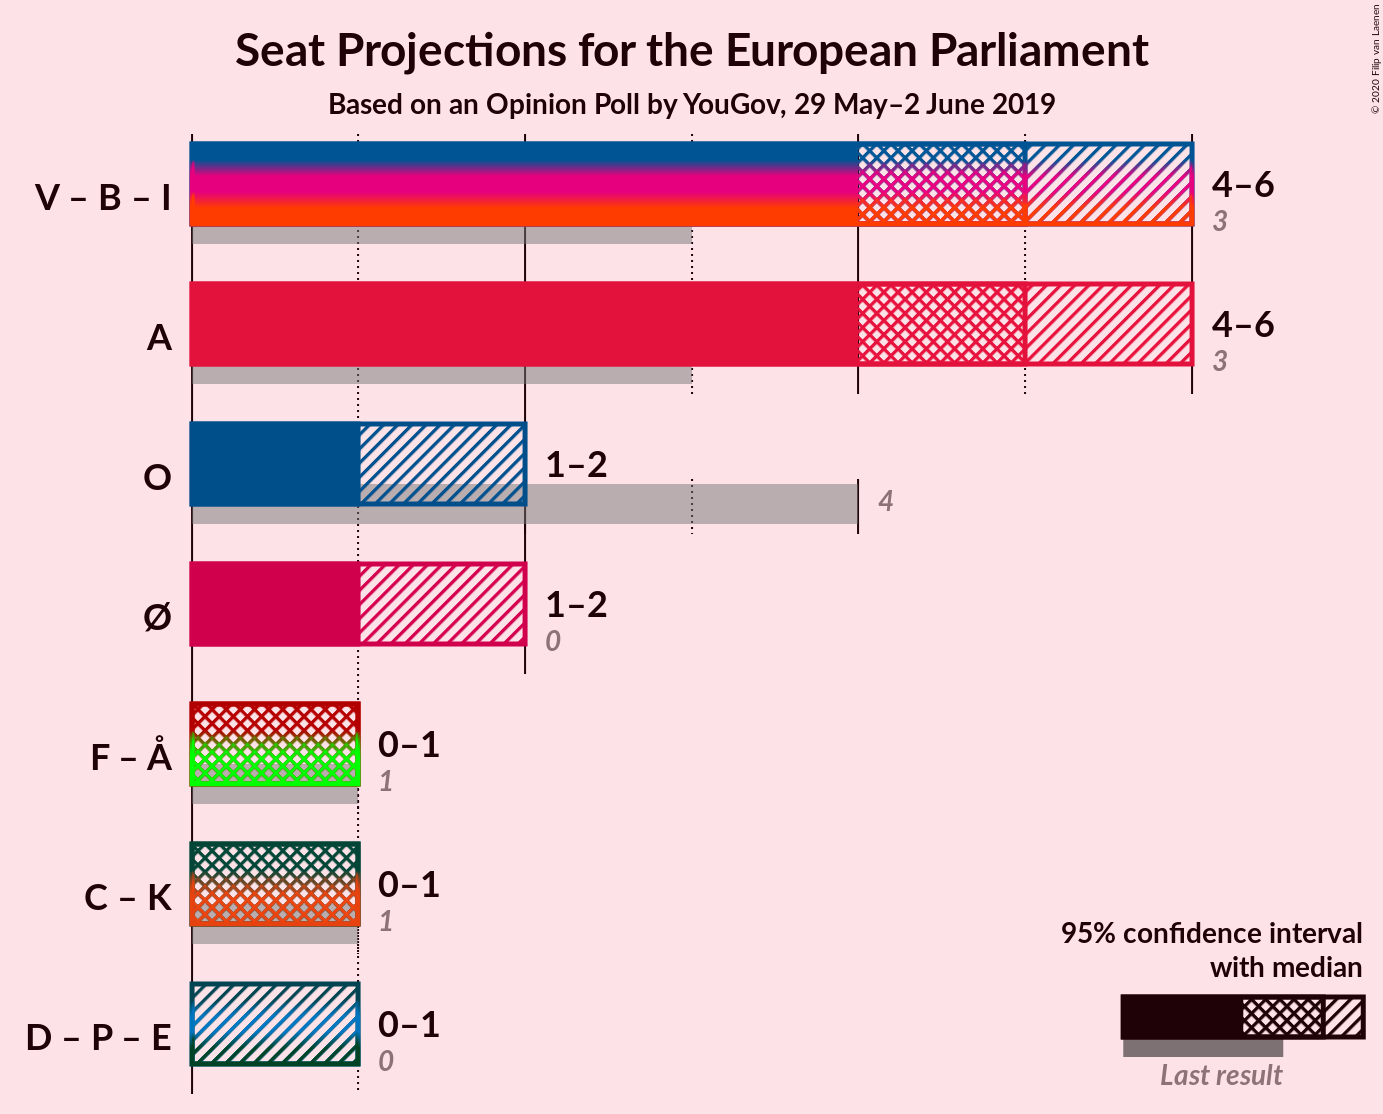 Seat Projections for the European Parliament
Based on an Opinion Poll by YouGov, 29 May–2 June 2019
© 2020 Filip van Laenen
V – B – I
4–6
3
A
4–6
3
O
1–2
4
Ø
1–2
0
F – Å
0–1
1
C – K
0–1
1
D – P – E
0–1
0
95% confidence interval
with median
Last result